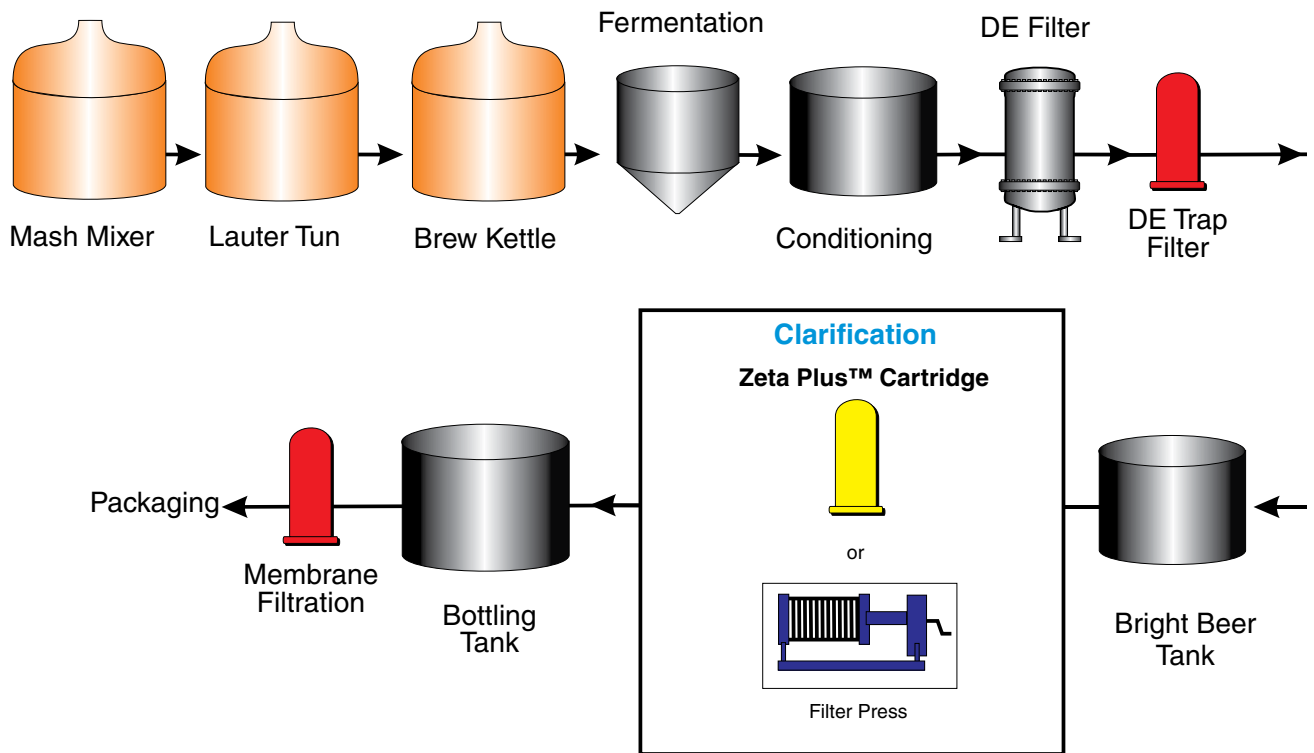 Fermentation
DE Filter
Mash Mixer
Lauter Tun
Brew Kettle
Conditioning
DE Trap
Filter
Clarification
Zeta Plus™ Cartridge
or
Filter Press
Packaging
Membrane
Filtration
Bottling
Tank
Bright Beer
Tank